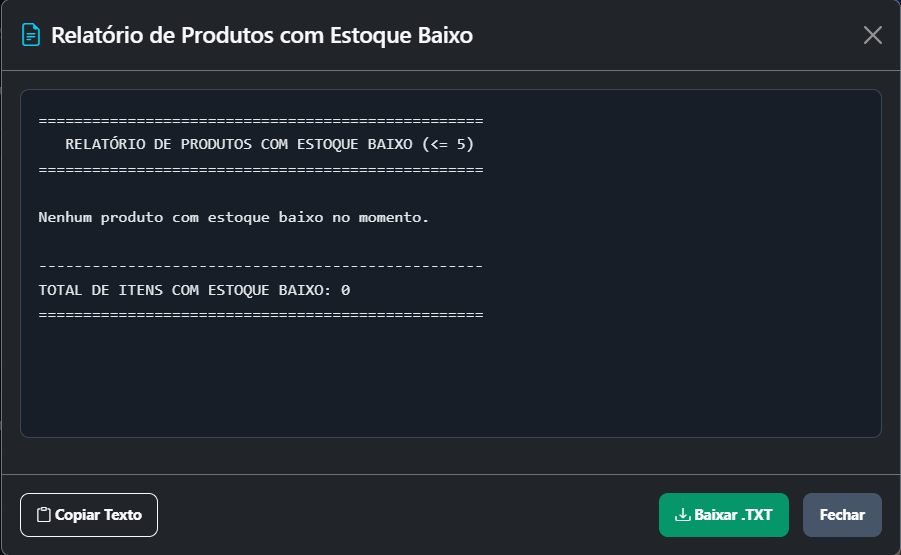 Relatório de Produtos com Estoque Baixo
==================================================
RELATÓRIO DE PRODUTOS COM ESTOQUE BAIXO (<= 5)
==================================================
Nenhum produto com estoque baixo no momento.
--------------------------------------------------
TOTAL DE ITENS COM ESTOQUE BAIXO: 0
==================================================
Copiar Texto
Baixar .TXT
Fechar